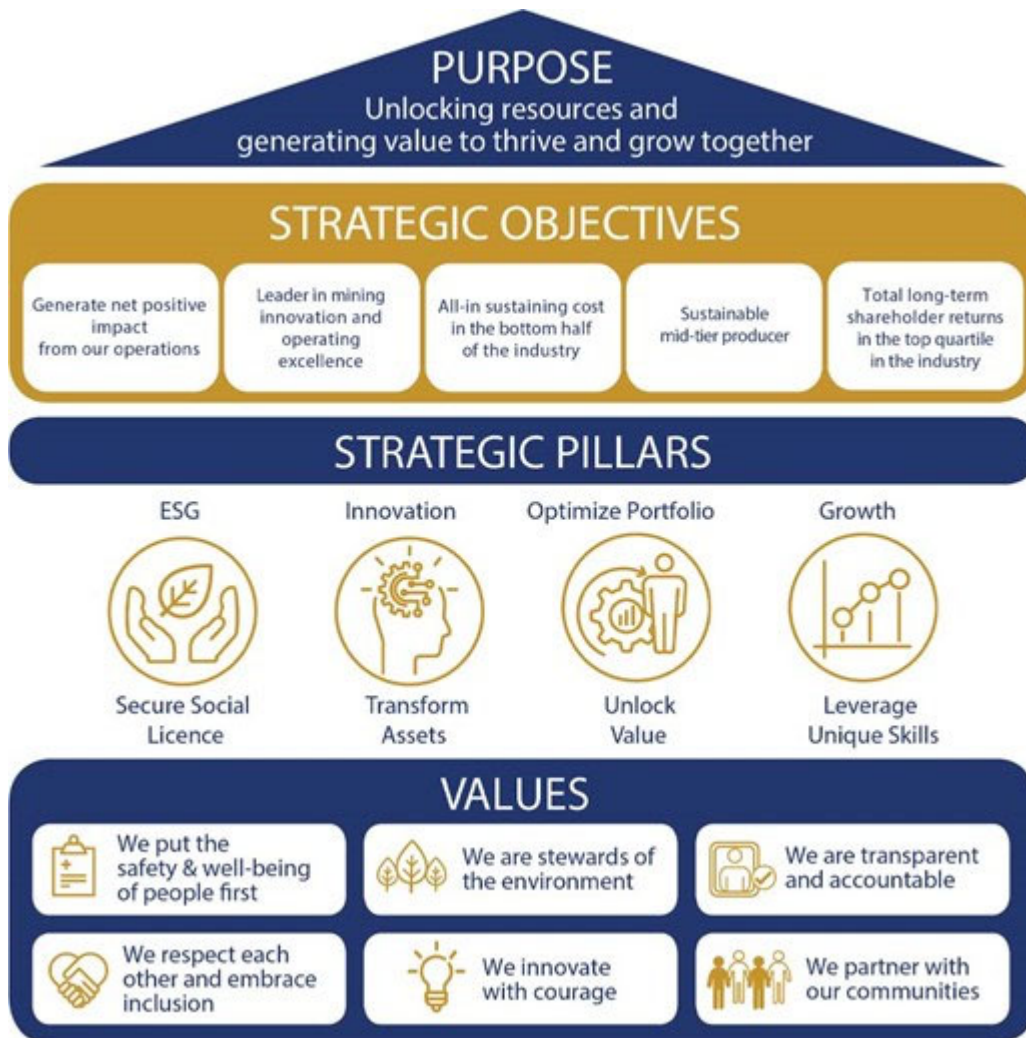 PURPOSE
Unlocking resources and
generating value to thrive and grow together
STRATEGIC OBJECTIVES
Generate net positive
impact
from our operations
Leader in mining
innovation and
operating
excellence
All-in sustaining cost
in the bottom half
of the industry
Sustainable
mid-tier producer
Total long-term
shareholder returns
in the top quartile
in the industry
STRATEGIC PILLARS
ESG
Secure Social
Licence
Innovation
Transform
Assets
Optimize Portfolio
Unlock
Value
Growth
Leverage
Unique Skills
VALUES
We put the
safety & well-being
of people first
We are stewards of
the environment
We are transparent
and accountable
We respect each
other and embrace
inclusion
We innovate
with courage
We partner with
our communities